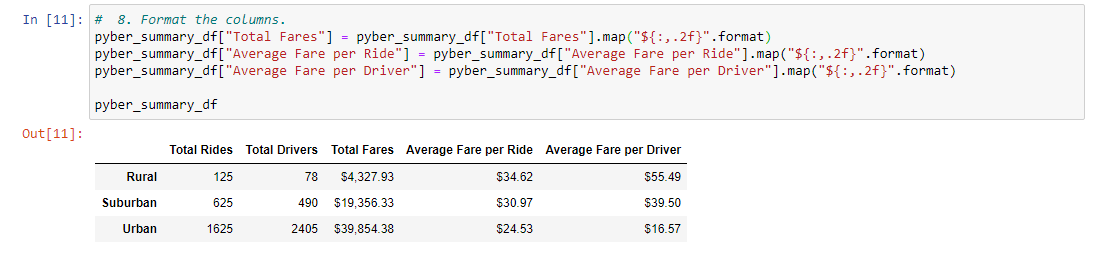 In [11]: #  8. Format the columns.
pyber_summary_df["Total Fares"] = pyber_summary_df["Total Fares"].map("${:,.2f}".format)
pyber_summary_df["Average Fare per Ride"] = pyber_summary_df["Average Fare per Ride"].map("${:,.2f}".format)
pyber_summary_df["Average Fare per Driver"] = pyber_summary_df["Average Fare per Driver"].map("${:,.2f}".format)
pyber_summary_df
Out[11]:
Total Rides Total Drivers Total Fares Average Fare per Ride Average Fare per Driver
Rural 125 78 $4,327.93 $34.62 $55.49
Suburban 625 490 $19,356.33 $30.97 $39.50
Urban 1625 2405 $39,854.38 $24.53 $16.57